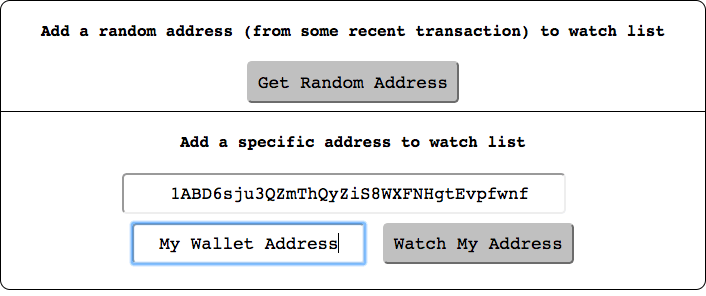 Add a random address (from some recent transaction) to watch list
Get Random Address
Add a specific address to watch list
1ABD6sju3QZmThQyZiS8WXFNHgtEvpfwnf
My Wallet Address
Watch My Address